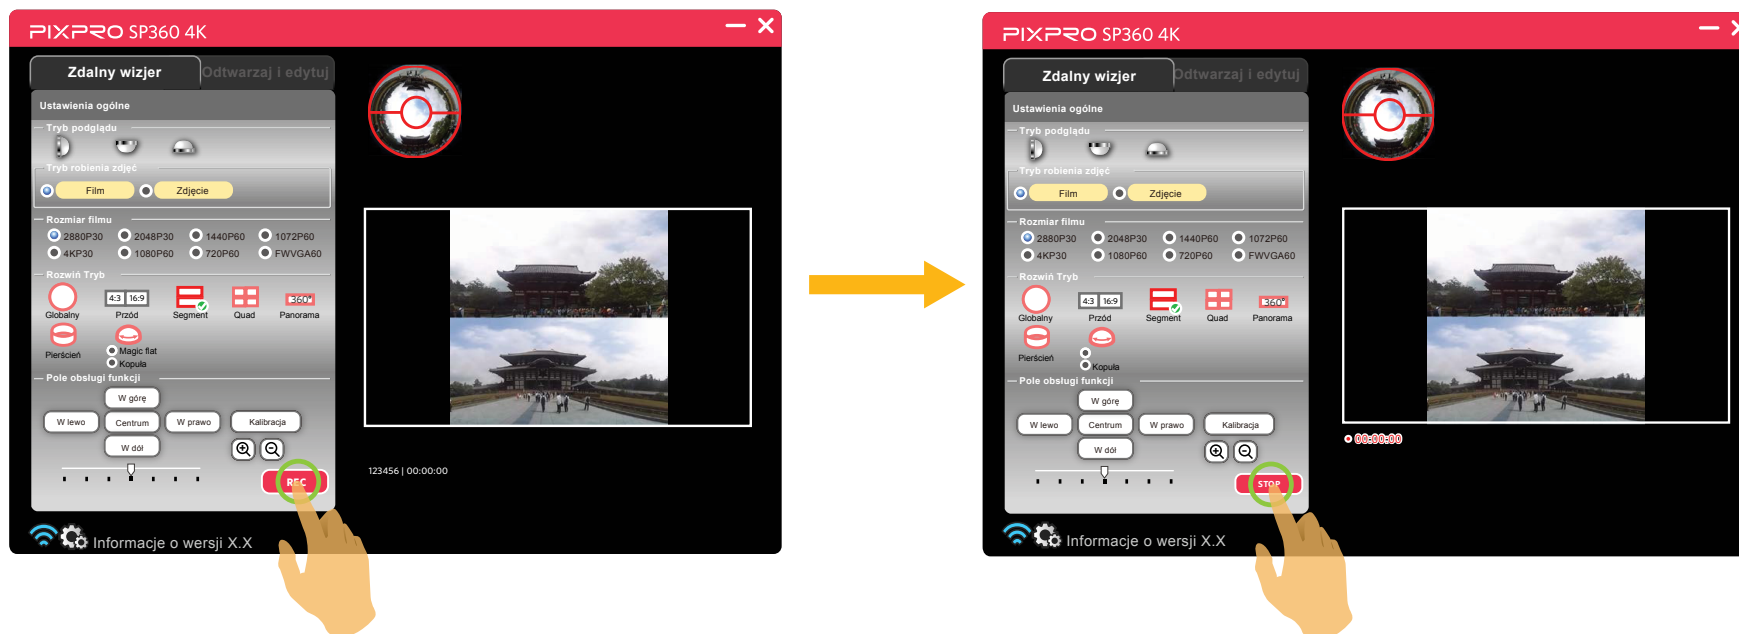 PIXPRO SP360 4K
Zdalny wizjer
Odtwarzaj i edytuj
Ustawienia ogólne
Tryb podglądu
Tryb robienia zdjęć
Film
Zdjęcie
Rozmiar filmu
2880P30 2048P30 1440P60 1072P60
4KP30 1080P60 720P60 FWVGA60
Rozwiń Tryb
4:3 16:9 360°
Globalny Przód Segment Quad Panorama
Pierścień
Magic flat
Kopuła
Pole obsługi funkcji
W górę
W lewo Centrum W prawo Kalibracja
W dół
REC
123456 | 00:00:00
Informacje o wersji X.X
PIXPRO SP360 4K
Zdalny wizjer
Odtwarzaj i edytuj
Ustawienia ogólne
Tryb podglądu
Tryb robienia zdjęć
Film
Zdjęcie
Rozmiar filmu
2880P30 2048P30 1440P60 1072P60
4KP30 1080P60 720P60 FWVGA60
Rozwiń Tryb
4:3 16:9 360°
Globalny Przód Segment Quad Panorama
Pierścień
Kopuła
Pole obsługi funkcji
W górę
W lewo Centrum W prawo Kalibracja
W dół
STOP
00:00:00
Informacje o wersji X.X